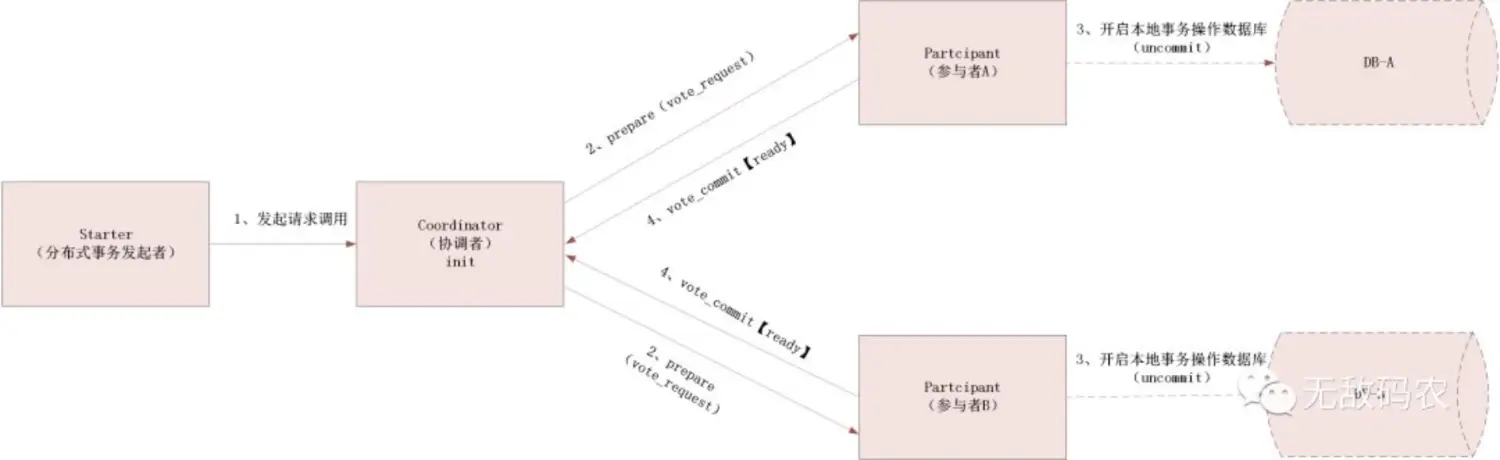 Starter
(分布式事务发起者)
1、发起请求调用
Coordinator
(协调者)
init
2、prepare(vote_request)
4、vote_commit【ready】
Partcipant
(参与者A)
3、开启本地事务操作数据库
(uncommit)
DB-A
4、vote_commit【ready】
2、prepare
(vote_request)
Partcipant
(参与者B)
3、开启本地事务操作数据库
(uncommit)
无敌码农